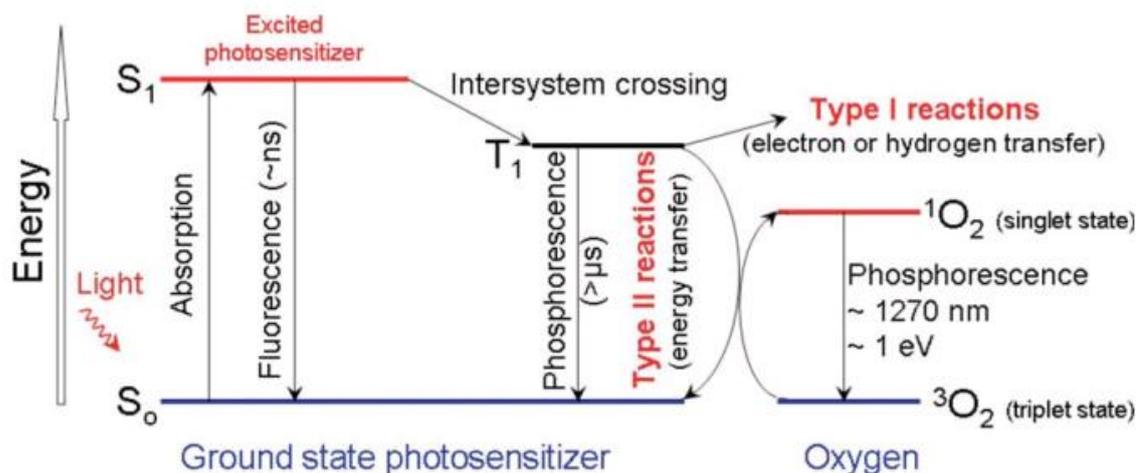 Excited
photosensitizer
S₁
Intersystem crossing
Type I reactions
(electron or hydrogen transfer)
T₁
Energy
Light
Absorption
Fluorescence (~ns)
Phosphorescence
(>µs)
Type II reactions
(energy transfer)
¹O₂ (singlet state)
Phosphorescence
~ 1270 nm
~ 1 eV
S₀
³O₂ (triplet state)
Ground state photosensitizer
Oxygen